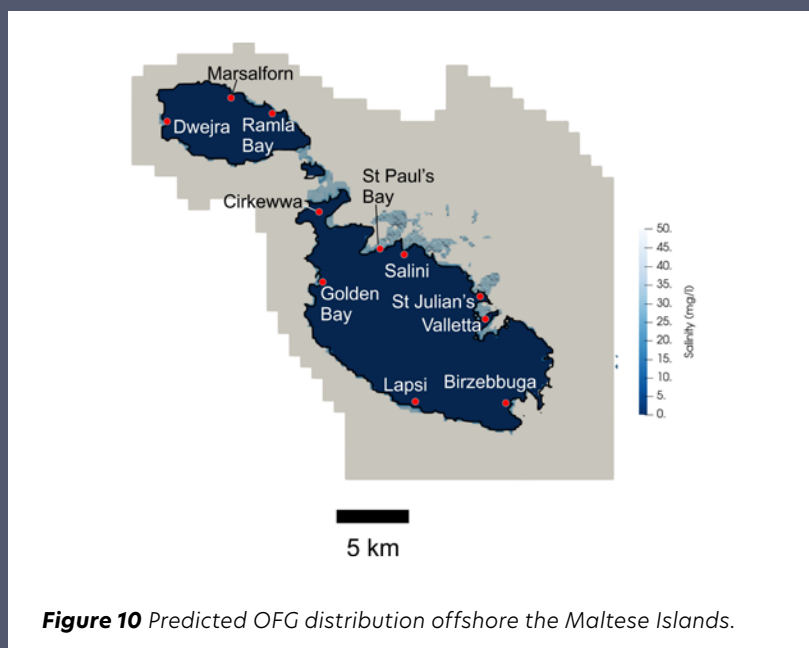 Marsalforn
Dwejra
Ramla
Bay
St Paul's
Bay
Cirkewwa
Salini
Golden
Bay
St Julian's
Valletta
Lapsi
Birzebbuga
50.
45.
40.
35.
30.
25.
20.
15.
10.
5.
0.
Salinity (mg/l)
5 km
Figure 10 Predicted OFG distribution offshore the Maltese Islands.